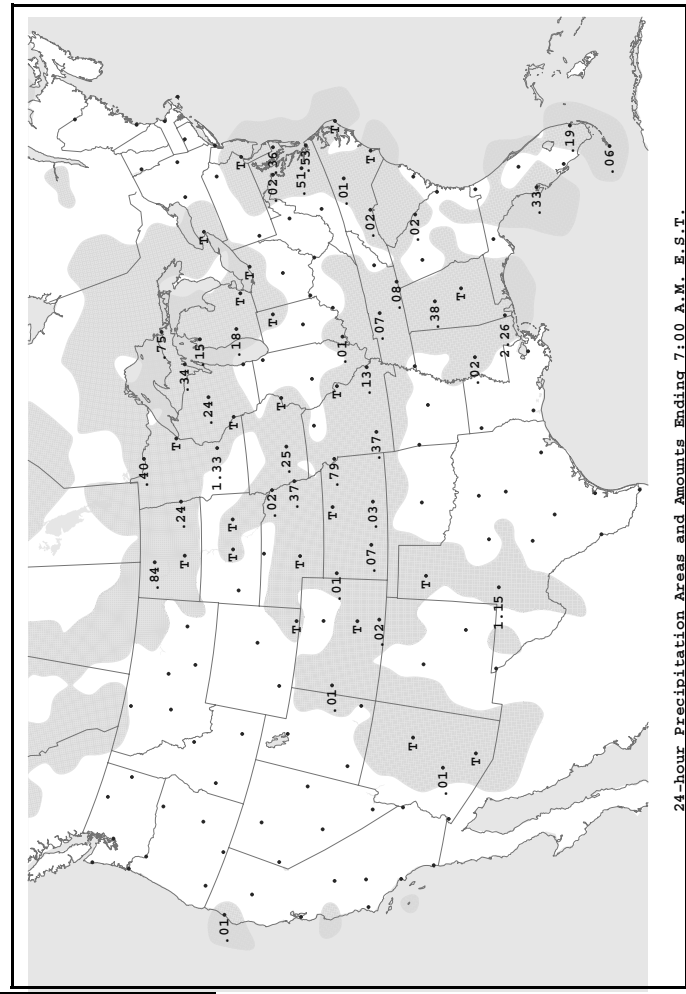 .84
.40
.75
T
.24
T
.34
.15
T
.24
1.33
.01
T
T
T
.18
T
T
T
.02
T
.02
.36
T
.25
.37
T
T
.51
.53
.01
T
.79
T
.01
T
.01
.01
T
.13
.07
.03
.02
T
.02
.37
.07
.08
T
.02
T
.38
.01
T
.02
T
1.15
2.26
.33
.19
.06
24-hour Precipitation Areas and Amounts Ending 7:00 A.M. E.S.T.